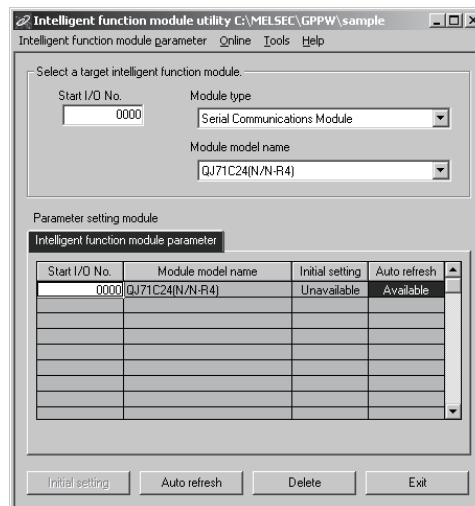 Intelligent function module utility C:\MELSEC\GPPW\sample
Intelligent function module parameter Online Tools Help
Select a target intelligent function module.
Start I/O No. Module type
0000 Serial Communications Module
Module model name
QJ71C24(N/N-R4)
Parameter setting module
Intelligent function module parameter
Start I/O No. Module model name Initial setting Auto refresh
0000 QJ71C24(N/N-R4) Unavailable Available
Initial setting Auto refresh Delete Exit